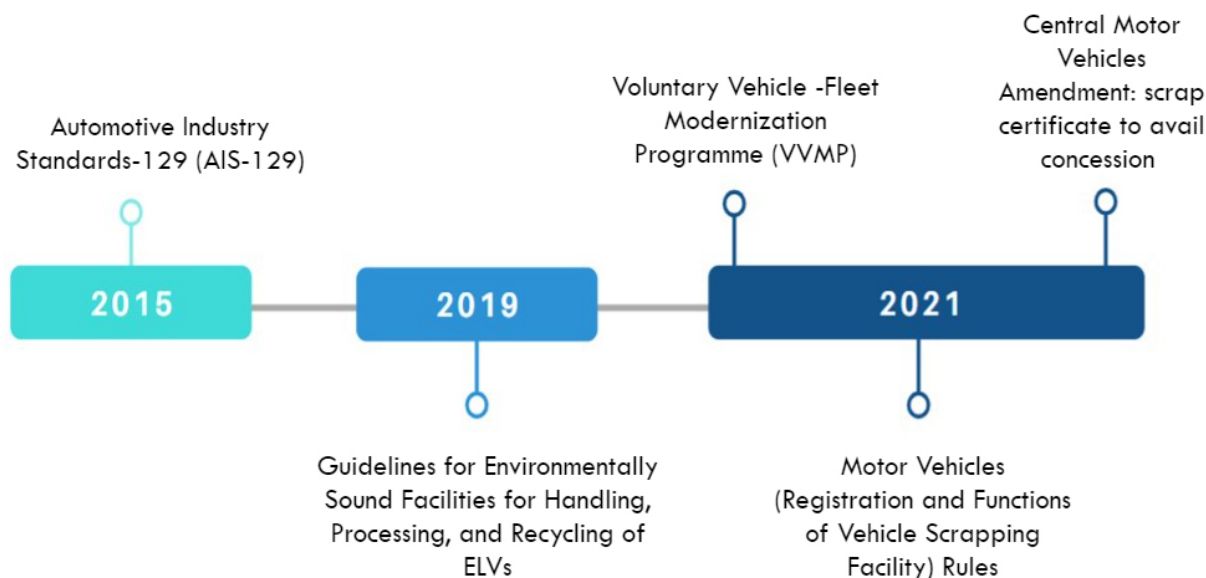 Automotive Industry
Standards-129 (AIS-129)
2015
2019
Guidelines for Environmentally
Sound Facilities for Handling,
Processing, and Recycling of
ELVs
Voluntary Vehicle -Fleet
Modernization
Programme (VVMP)
Central Motor
Vehicles
Amendment: scrap
certificate to avail
concession
2021
Motor Vehicles
(Registration and Functions
of Vehicle Scrapping
Facility) Rules